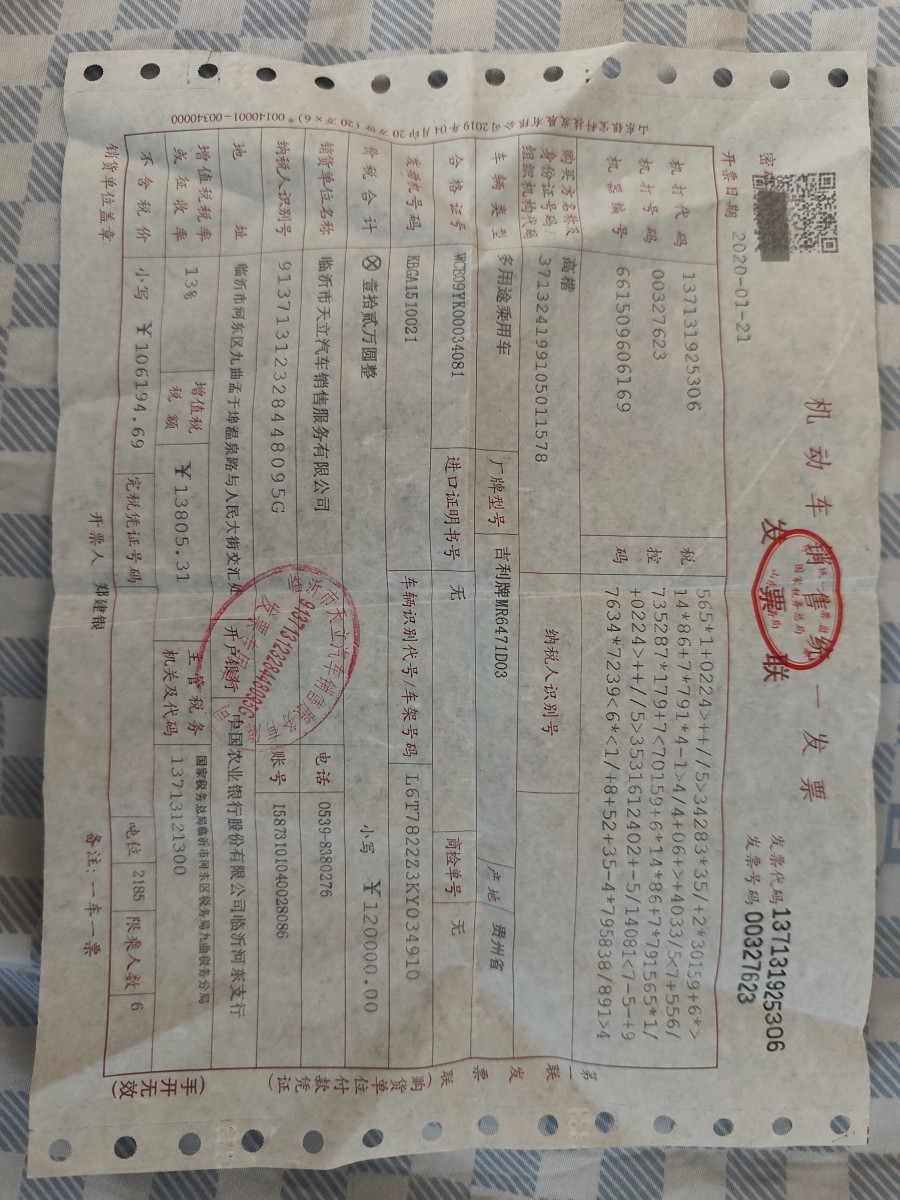 机动车销售统一发票
发票联
发票代码 137131925306
发票号码 00327623
开票日期 2020-01-21
机打代码 137131925306
机打号码 00327623
机器编号 661509606169
税控码
565*1+0224>++//5>34283*35/+2*30159+6*>
14*86+7*791*4-1>4/4+06+>+4033/5<7+556/
735287*179+7<70159+6*14*86+7*791565*1/
+0224>++//5>3531612402+-5/14081<7-5-+9
7634*7239<6*<1/+8+52+35-4*795838/891>4
购买方名称及身份证号码/组织机构代码 高楷
371324199105011578 纳税人识别号
车辆类型 多用途乘用车 厂牌型号 吉利牌MR6471D03 产地 贵州省
合格证号 WCE09YK00034081 进口证明书号 无 商检单号 无
发动机号码 KBGA1510021 车辆识别代号/车架号码 L6T7822Z3KY034910
价税合计 ⊗壹拾贰万圆整 小写 ￥120000.00
销货单位名称 临沂市天立汽车销售服务有限公司 电话 0539-8380276
纳税人识别号 91371312328448095G 账号 15873101040028086
地址 临沂市河东区九曲孟于埠温泉路与人民大街交汇处 开户银行 中国农业银行股份有限公司临沂河东支行
增值税税率或征收率 13% 增值税税额 ￥13805.31 主管税务机关及代码 国家税务总局临沂市河东区税务局九曲税务分局
13713121300
不含税价 小写 ￥106194.69 完税凭证号码 吨位 2185 限乘人数 6
销货单位盖章 开票人 郑建银 备注：一车一票
第一联 发票联（购货单位付款凭证）
（手开无效）
91371312328448095G